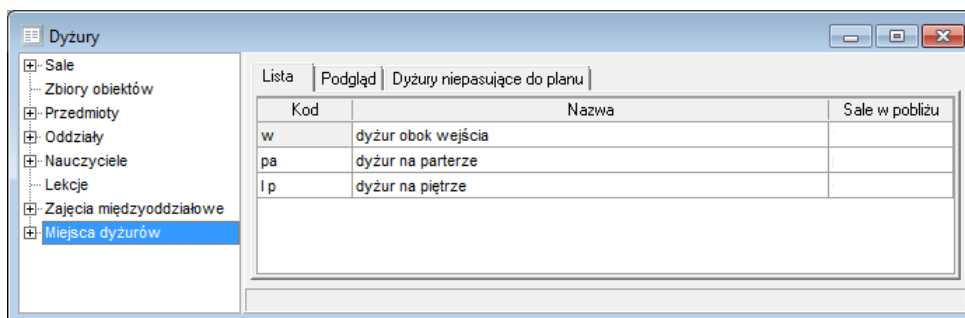 Dyżury
Sale
Zbiory obiektów
Przedmioty
Oddziały
Nauczyciele
Lekcje
Zajęcia międzyoddziałowe
Miejsca dyżurów
Lista Podgląd Dyżury niepasujące do planu
Kod Nazwa Sale w pobliżu
w dyżur obok wejścia
pa dyżur na parterze
I p dyżur na piętrze